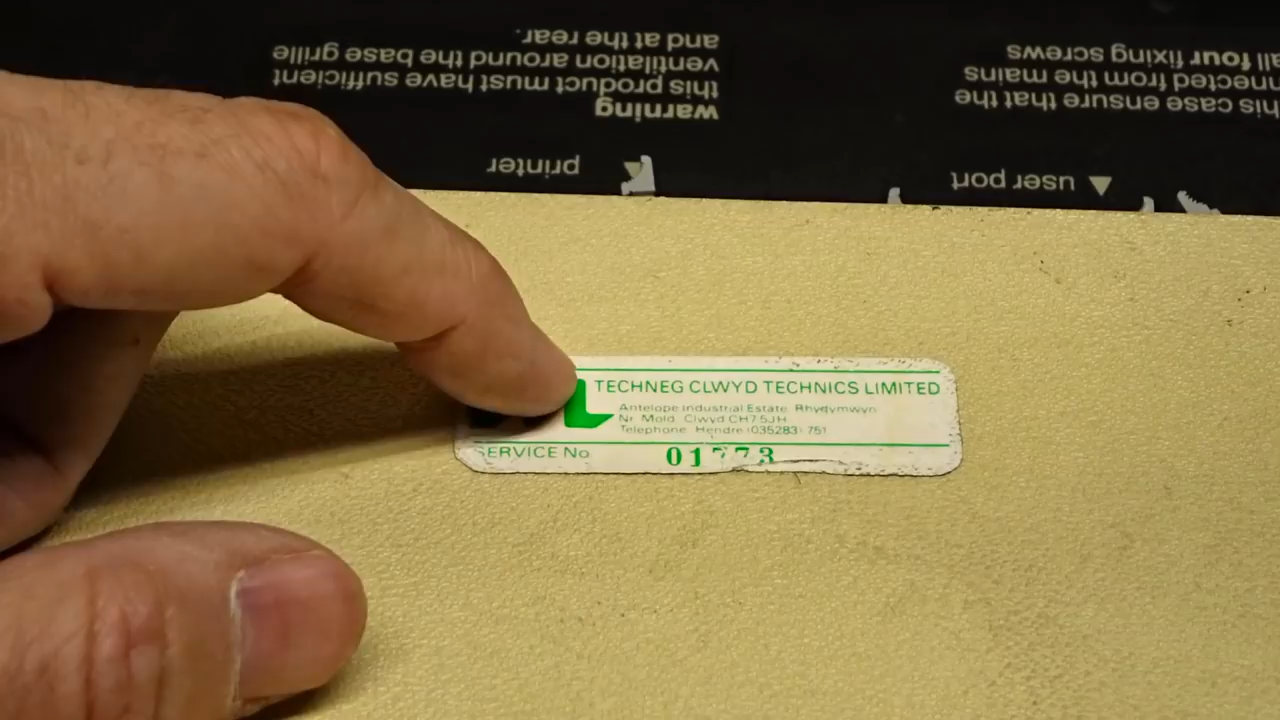 warning
this product must have sufficient
ventilation around the base grille
and at the rear.
printer
this case ensure that the
nnected from the mains
all four fixing screws
user port
TECHNEG CLWYD TECHNICS LIMITED
Antelope Industrial Estate Rhydymwyn
Nr. Mold. Clwyd CH7 5JH
Telephone: Hendre (035283) 751
SERVICE No 01773